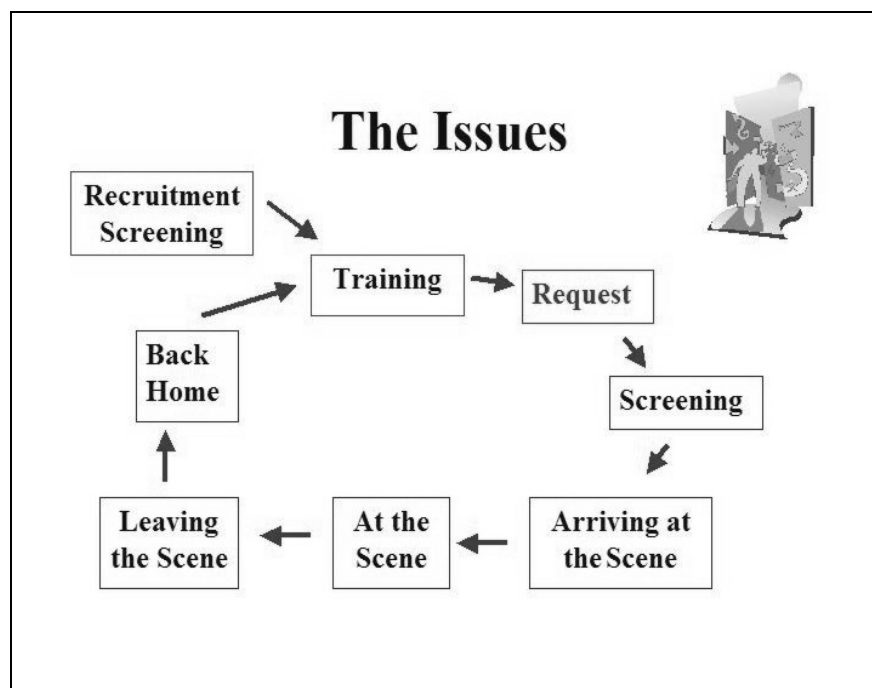 The Issues
Recruitment
Screening
Training
Request
Back
Home
Screening
Leaving
the Scene
At the
Scene
Arriving at
the Scene